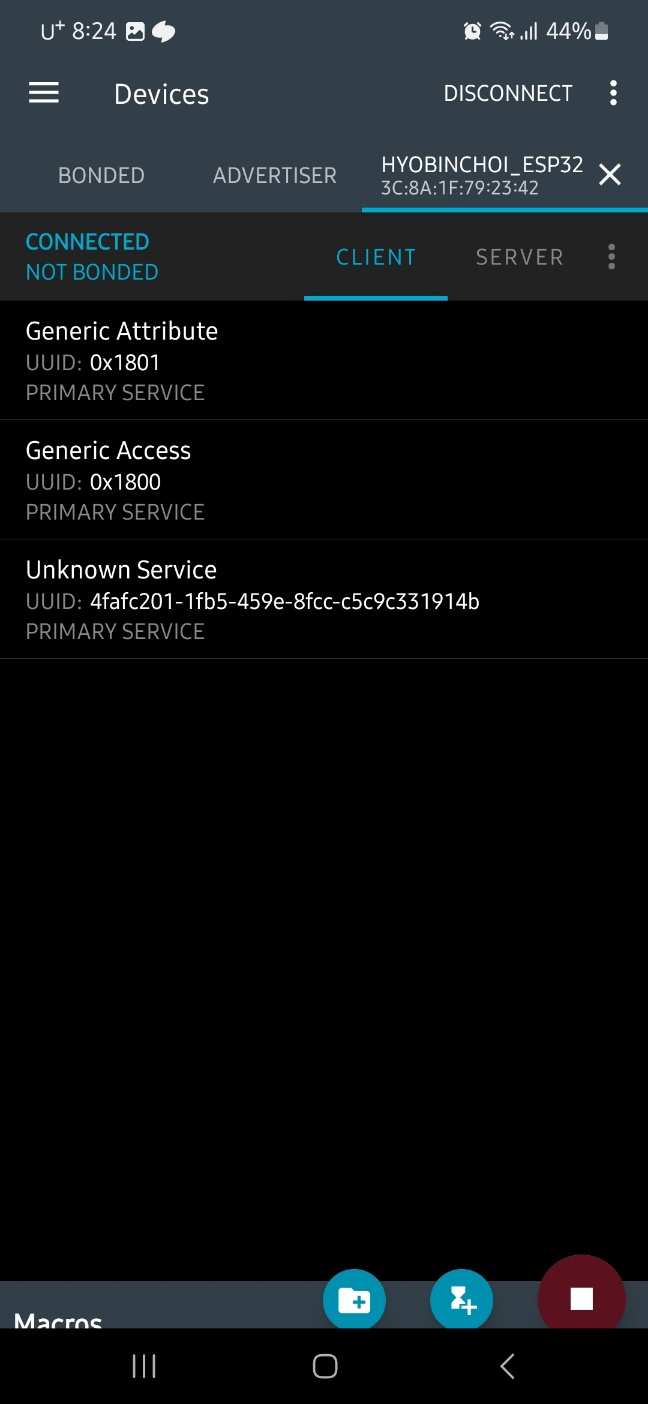 U⁺ 8:24 44%
Devices DISCONNECT
BONDED ADVERTISER HYOBINCHOI_ESP32
3C:8A:1F:79:23:42
CONNECTED
NOT BONDED
CLIENT SERVER
Generic Attribute
UUID: 0x1801
PRIMARY SERVICE
Generic Access
UUID: 0x1800
PRIMARY SERVICE
Unknown Service
UUID: 4fafc201-1fb5-459e-8fcc-c5c9c331914b
PRIMARY SERVICE
Macros